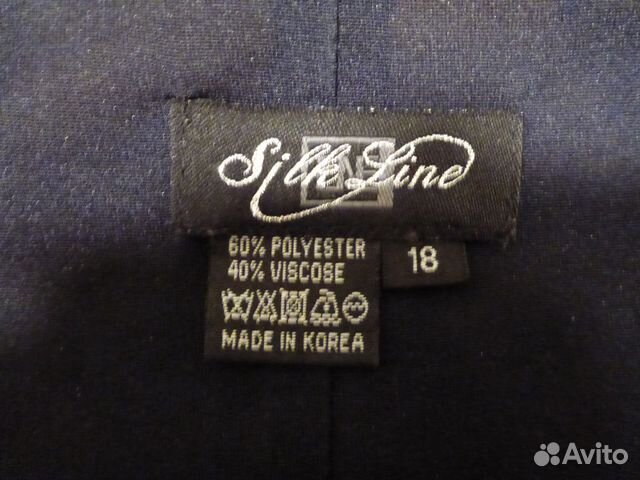 Silk Line
60% POLYESTER
40% VISCOSE
18
MADE IN KOREA
Avito